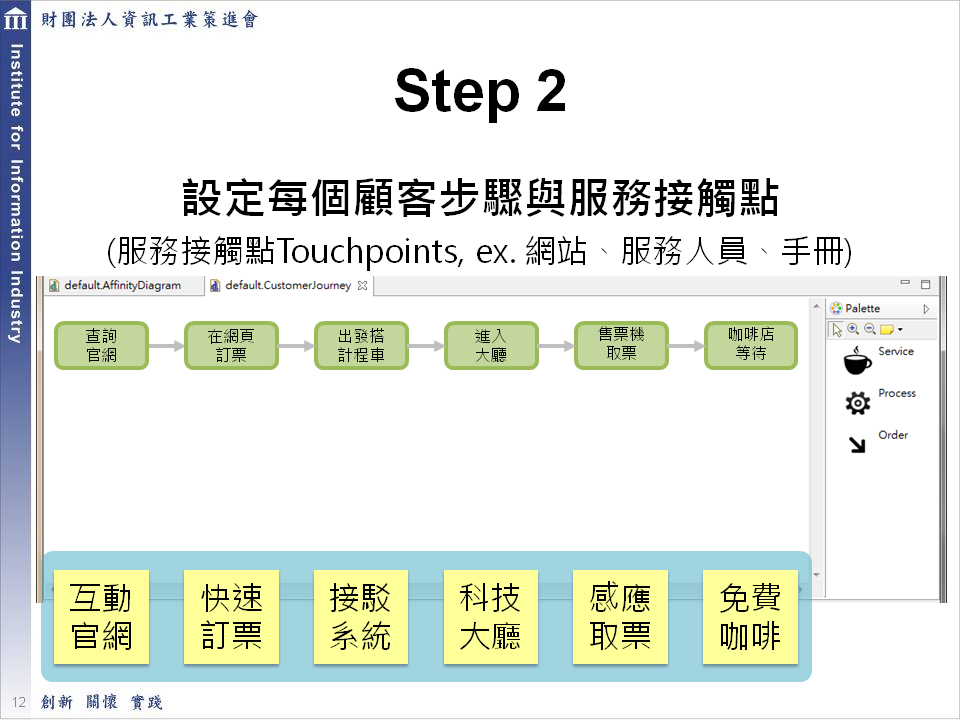 財團法人資訊工業策進會
Institute for Information Industry
Step 2
設定每個顧客步驟與服務接觸點
(服務接觸點Touchpoints, ex. 網站、服務人員、手冊)
default.AffinityDiagram
default.CustomerJourney
查詢
官網
在網頁
訂票
出發搭
計程車
進入
大廳
售票機
取票
咖啡店
等待
Palette
Service
Process
Order
互動
官網
快速
訂票
接駁
系統
科技
大廳
感應
取票
免費
咖啡
12
創新 關懷 實踐